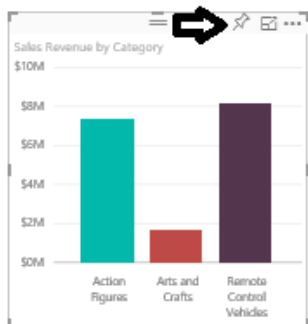 Sales Revenue by Category
$10M
$8M
$6M
$4M
$2M
$0M
Action
Figures
Arts and
Crafts
Remote
Control
Vehicles